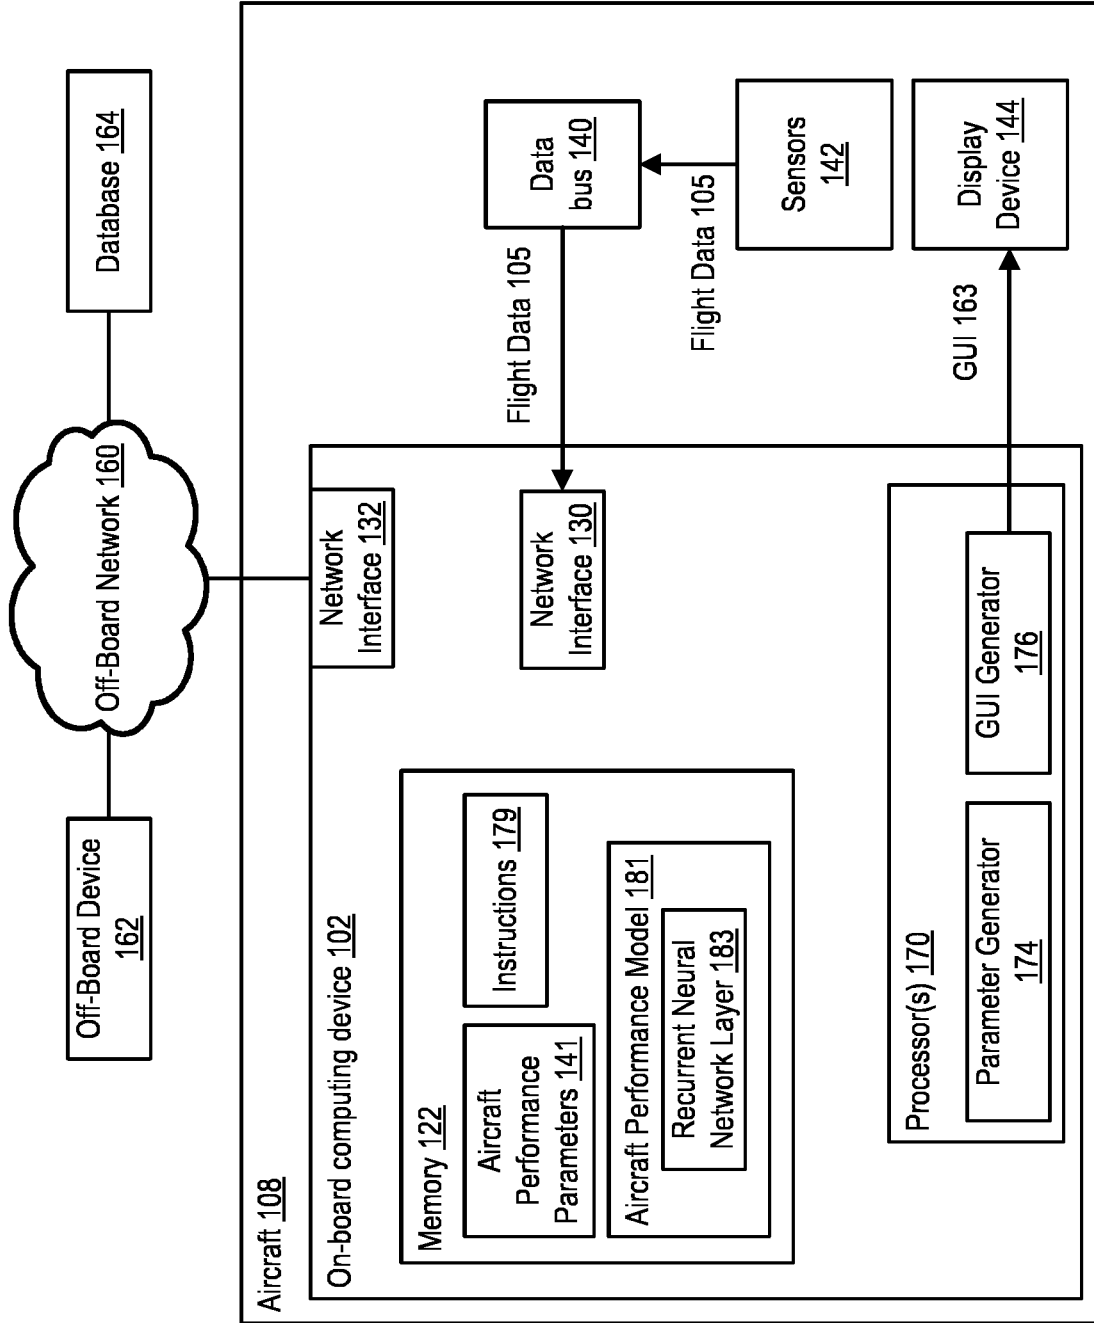 Off-Board Device
162
Off-Board Network 160
Database 164
Aircraft 108
On-board computing device 102
Network
Interface 132
Memory 122
Aircraft
Performance
Parameters 141
Instructions 179
Aircraft Performance Model 181
Recurrent Neural
Network Layer 183
Network
Interface 130
Flight Data 105
Data
bus 140
Flight Data 105
Sensors
142
Processor(s) 170
Parameter Generator
174
GUI Generator
176
GUI 163
Display
Device 144